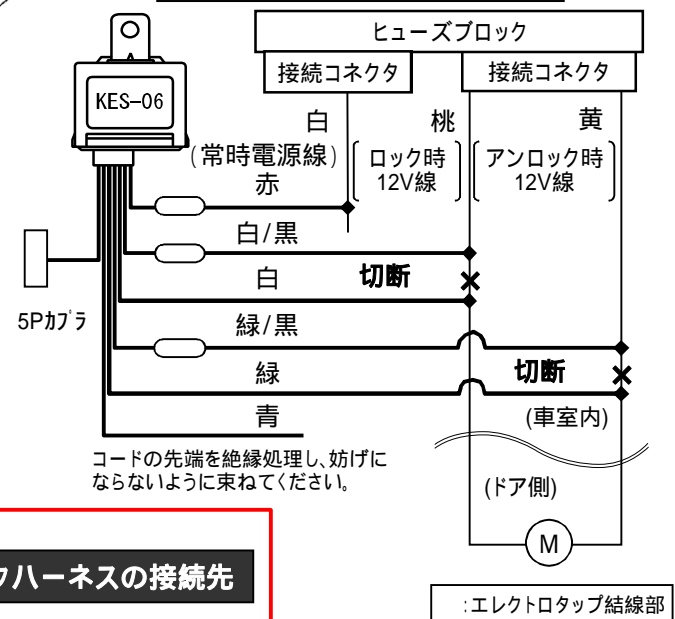 ヒューズブロック
接続コネクタ
接続コネクタ
KES-06
白
(常時電源線)
桃
ロック時
12V線
黄
アンロック時
12V線
赤
白/黒
白
切断
緑/黒
緑
切断
青
5Pｶﾌﾟﾗ
コードの先端を絶縁処理し、妨げに
ならないように束ねてください。
(車室内)
(ドア側)
M
ハーネスの接続先
:エレクトロタップ結線部